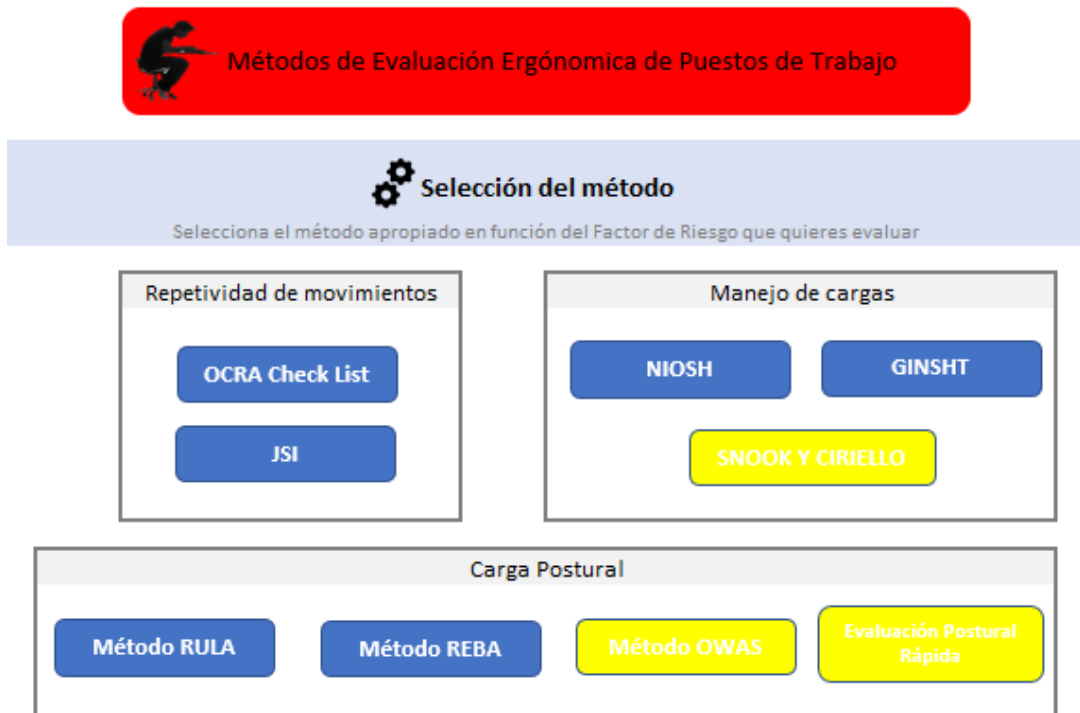 Métodos de Evaluación Ergónomica de Puestos de Trabajo
Selección del método
Selecciona el método apropiado en función del Factor de Riesgo que quieres evaluar
Repetividad de movimientos
OCRA Check List
JSI
Manejo de cargas
NIOSH
GINSHT
SNOOK Y CIRIELLO
Carga Postural
Método RULA
Método REBA
Método OWAS
Evaluación Postural
Rápida